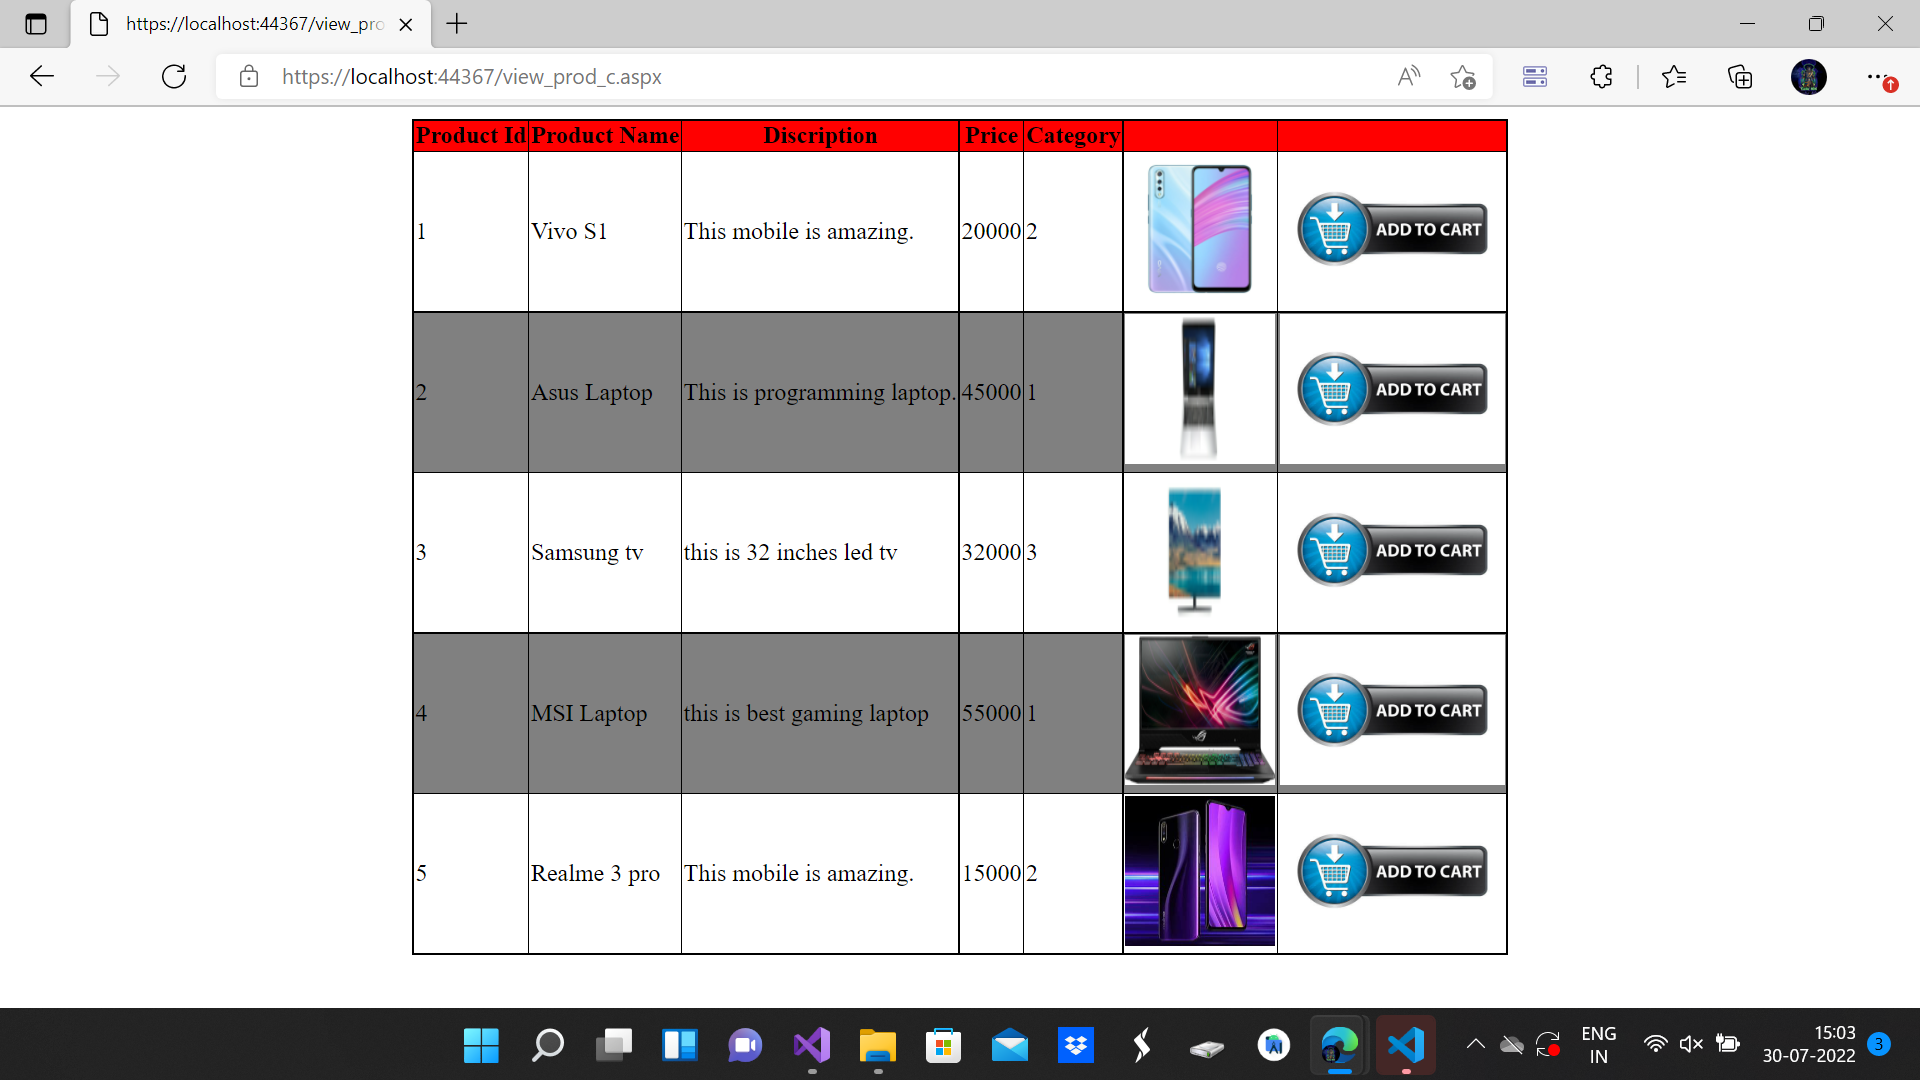 https://localhost:44367/view_pro
https://localhost:44367/view_prod_c.aspx
Product Id Product Name Discription Price Category
1 Vivo S1 This mobile is amazing. 20000 2 ADD TO CART
2 Asus Laptop This is programming laptop. 45000 1 ADD TO CART
3 Samsung tv this is 32 inches led tv 32000 3 ADD TO CART
4 MSI Laptop this is best gaming laptop 55000 1 ADD TO CART
5 Realme 3 pro This mobile is amazing. 15000 2 ADD TO CART
ENG 15:03
IN 30-07-2022 3